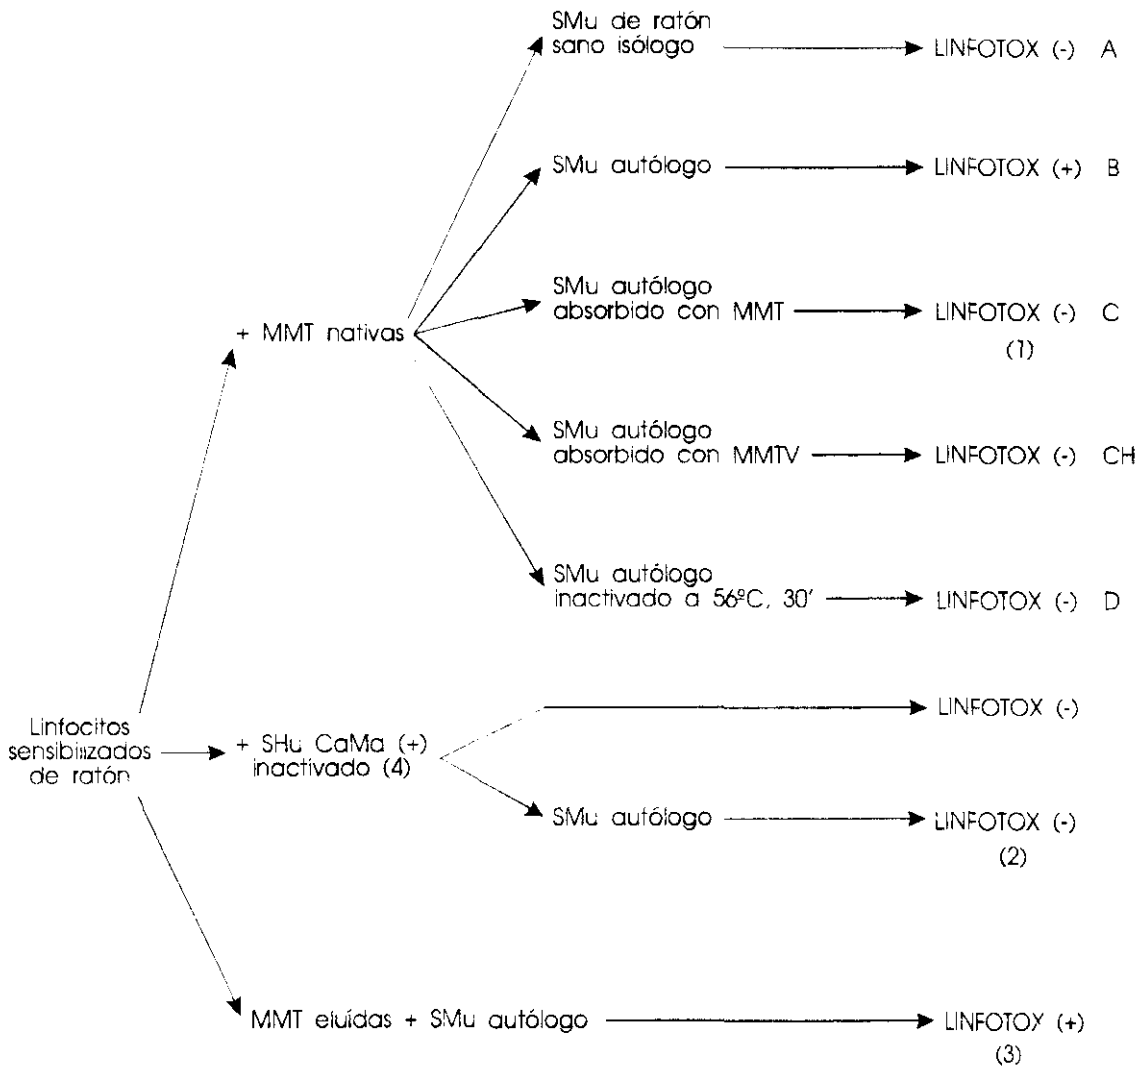 SMu de ratón
sano isólogo
LINFOTOX (-) A
SMu autólogo
LINFOTOX (+) B
SMu autólogo
absorbido con MMT
LINFOTOX (-) C
(1)
+ MMT nativas
SMu autólogo
absorbido con MMTV
LINFOTOX (-) CH
SMu autólogo
inactivado a 56ºC, 30'
LINFOTOX (-) D
Linfocitos
sensibilizados
de ratón
+ SHu CaMa (+)
inactivado (4)
LINFOTOX (-)
SMu autólogo
LINFOTOX (-)
(2)
MMT eluídas + SMu autólogo
LINFOTOX (+)
(3)